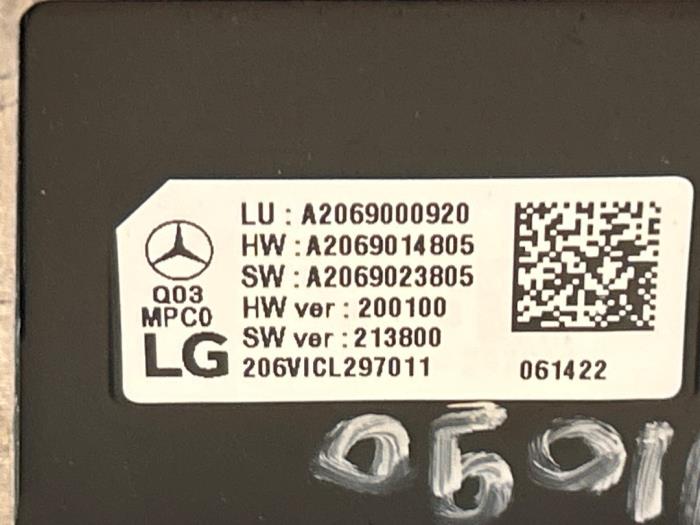 LU : A2069000920
HW : A2069014805
SW : A2069023805
HW ver : 200100
SW ver : 213800
206VICL297011
Q03
MPC0
LG
061422